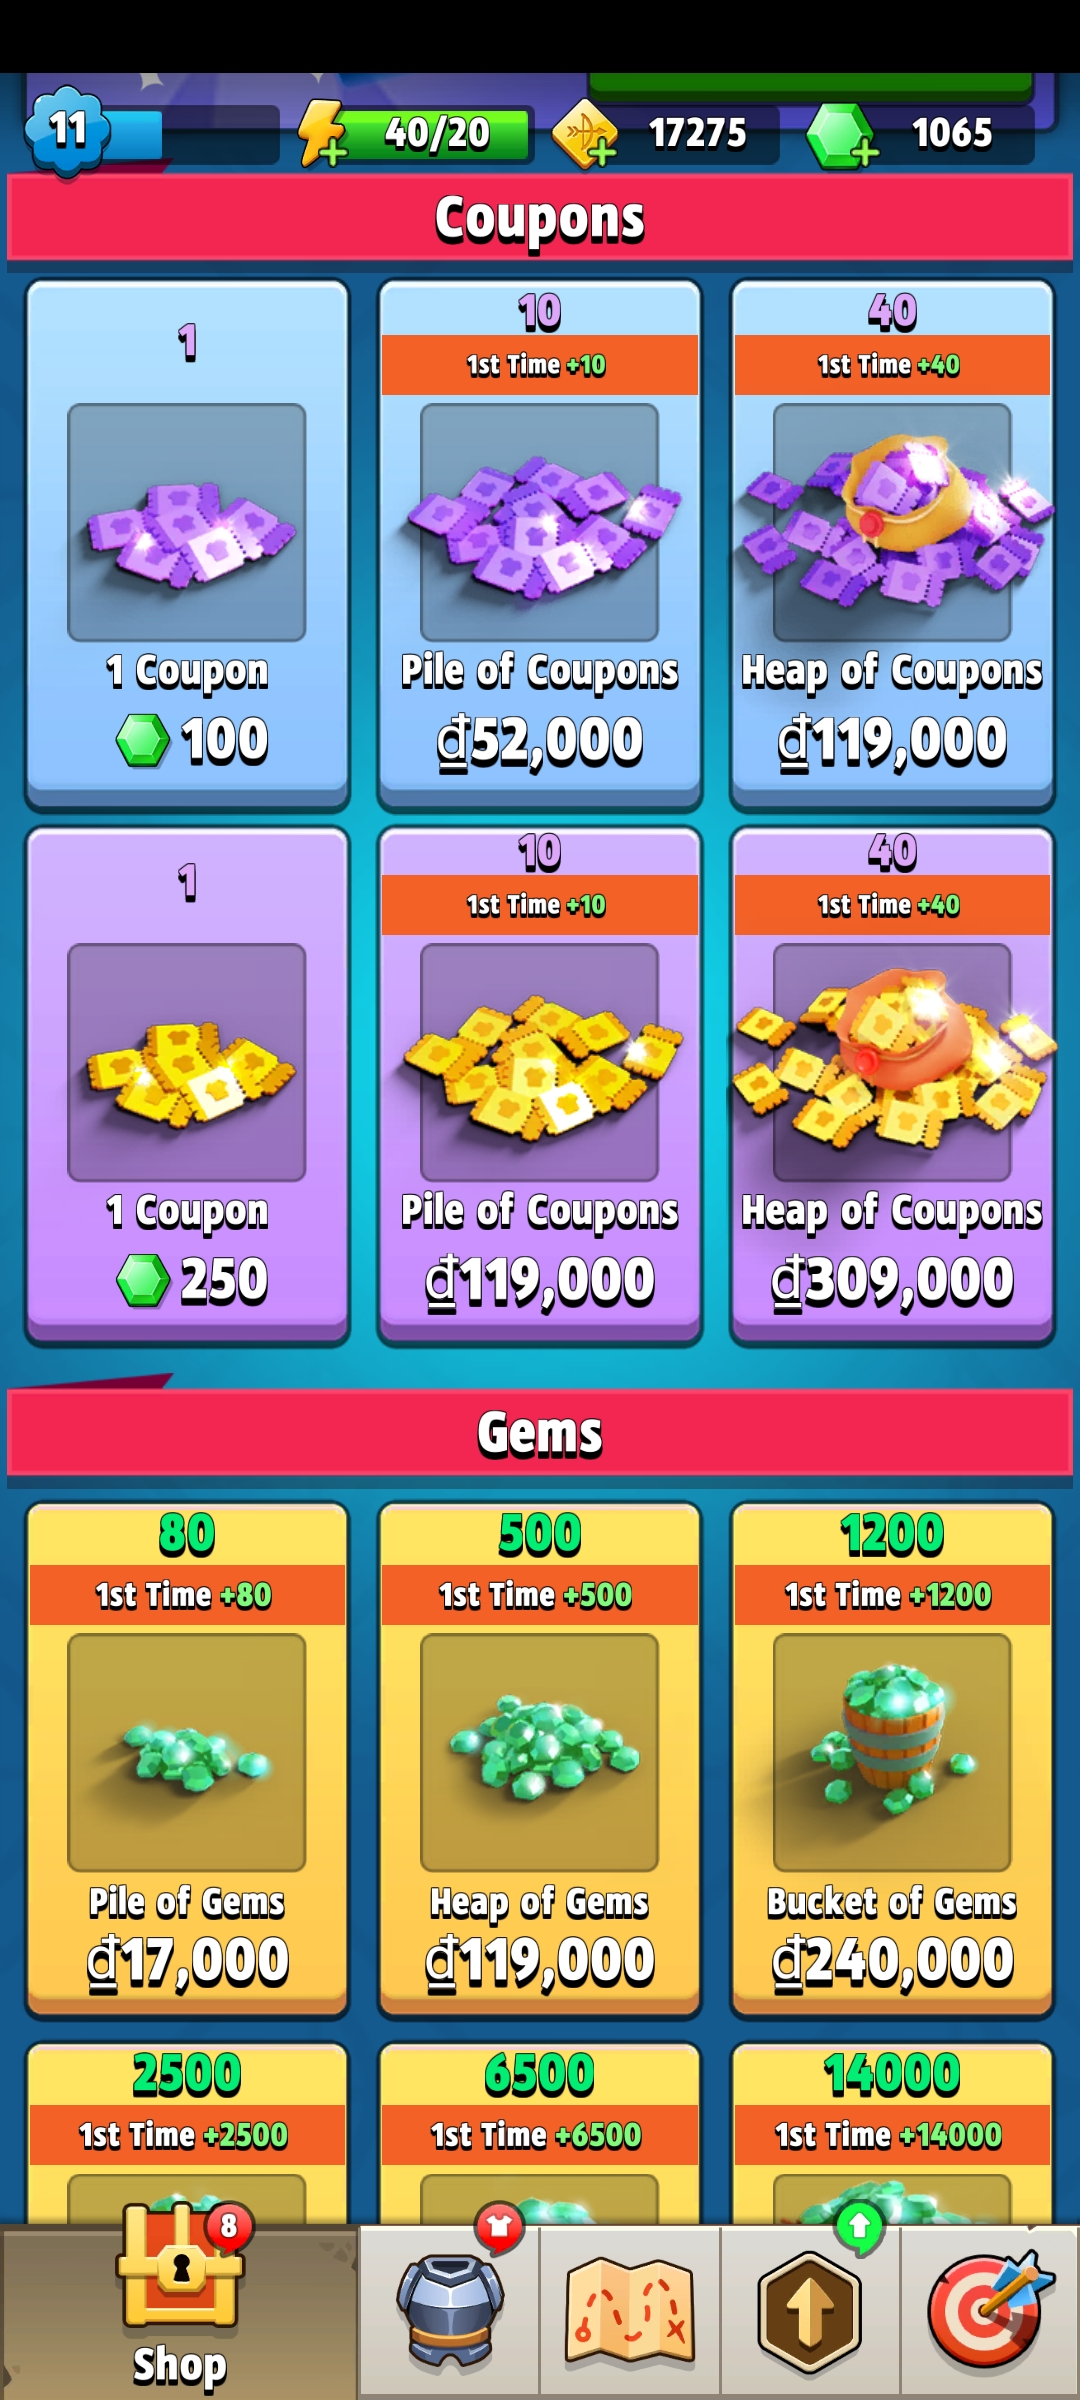 11
40/20
17275
1065
Coupons
1
10
1st Time +10
40
1st Time +40
1 Coupon
100
Pile of Coupons
₫52,000
Heap of Coupons
₫119,000
1
10
1st Time +10
40
1st Time +40
1 Coupon
250
Pile of Coupons
₫119,000
Heap of Coupons
₫309,000
Gems
80
1st Time +80
500
1st Time +500
1200
1st Time +1200
Pile of Gems
₫17,000
Heap of Gems
₫119,000
Bucket of Gems
₫240,000
2500
1st Time +2500
6500
1st Time +6500
14000
1st Time +14000
8
Shop